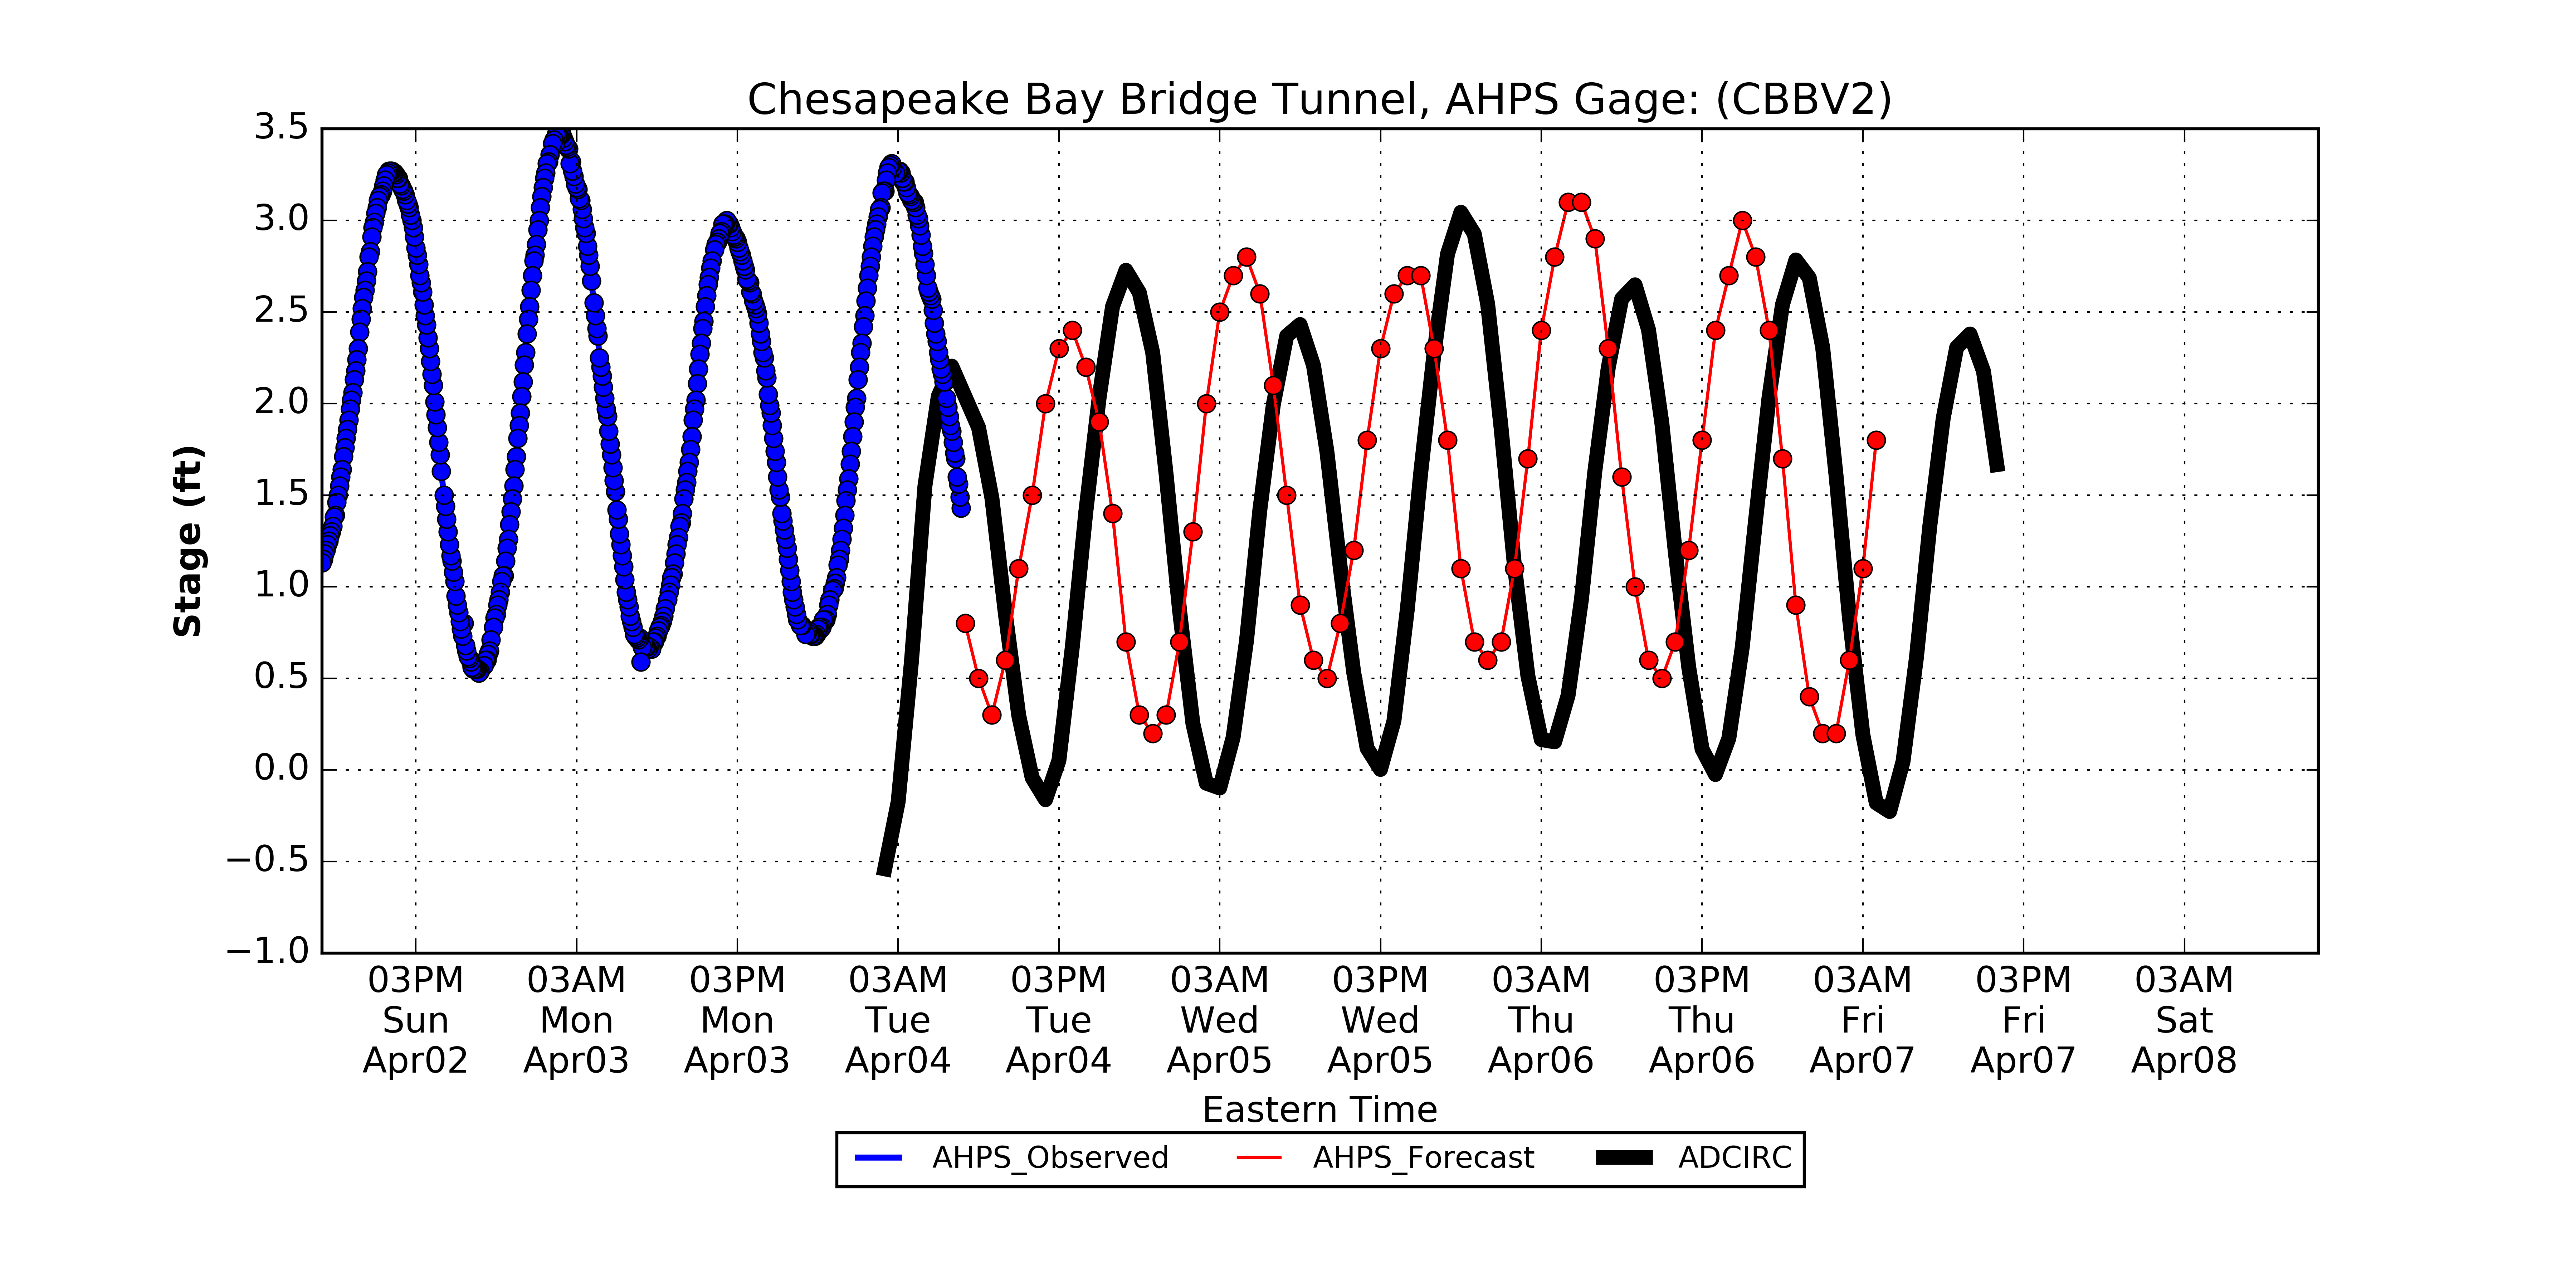 Chesapeake Bay Bridge Tunnel, AHPS Gage: (CBBV2)
3.5
3.0
2.5
2.0
1.5
1.0
0.5
0.0
−0.5
−1.0
Stage (ft)
03PM 03AM 03PM 03AM 03PM 03AM 03PM 03AM 03PM 03AM 03PM 03AM
Sun Mon Mon Tue Tue Wed Wed Thu Thu Fri Fri Sat
Apr02 Apr03 Apr03 Apr04 Apr04 Apr05 Apr05 Apr06 Apr06 Apr07 Apr07 Apr08
Eastern Time
AHPS_Observed AHPS_Forecast ADCIRC